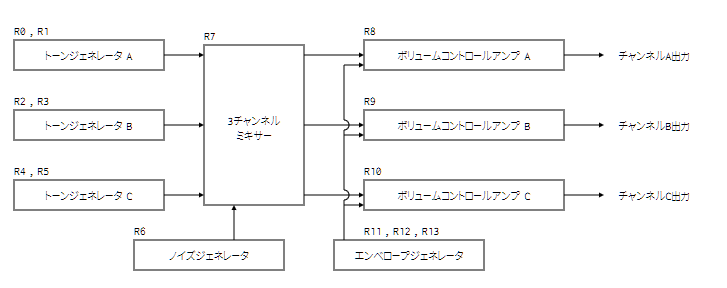 R0 , R1
トーンジェネレータ A
R7
R8
ボリュームコントロールアンプ A
チャンネルA出力
R2 , R3
トーンジェネレータ B
3チャンネル
ミキサー
R9
ボリュームコントロールアンプ B
チャンネルB出力
R4 , R5
トーンジェネレータ C
R10
ボリュームコントロールアンプ C
チャンネルC出力
R6
ノイズジェネレータ
R11 , R12 , R13
エンベロープジェネレータ